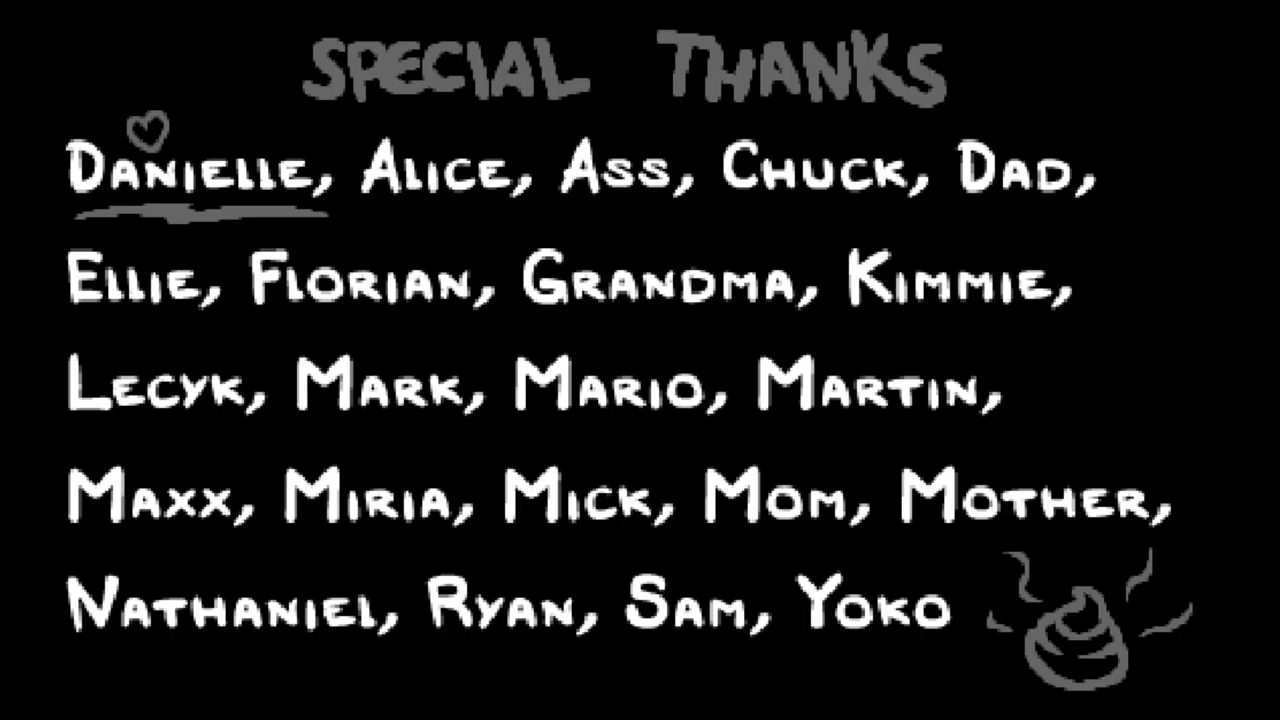 SPECIAL THANKS
DANIELLE, ALICE, ASS, CHUCK, DAD,
ELLIE, FLORIAN, GRANDMA, KIMMIE,
LECYK, MARK, MARIO, MARTIN,
MAXX, MIRIA, MICK, MOM, MOTHER,
NATHANIEL, RYAN, SAM, YOKO